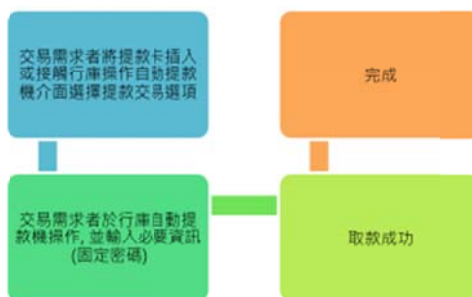 交易需求者將提款卡插入
或接觸行庫操作自動提款
機介面選擇提款交易選項
交易需求者於行庫自動提
款機操作, 並輸入必要資訊
(固定密碼)
取款成功
完成